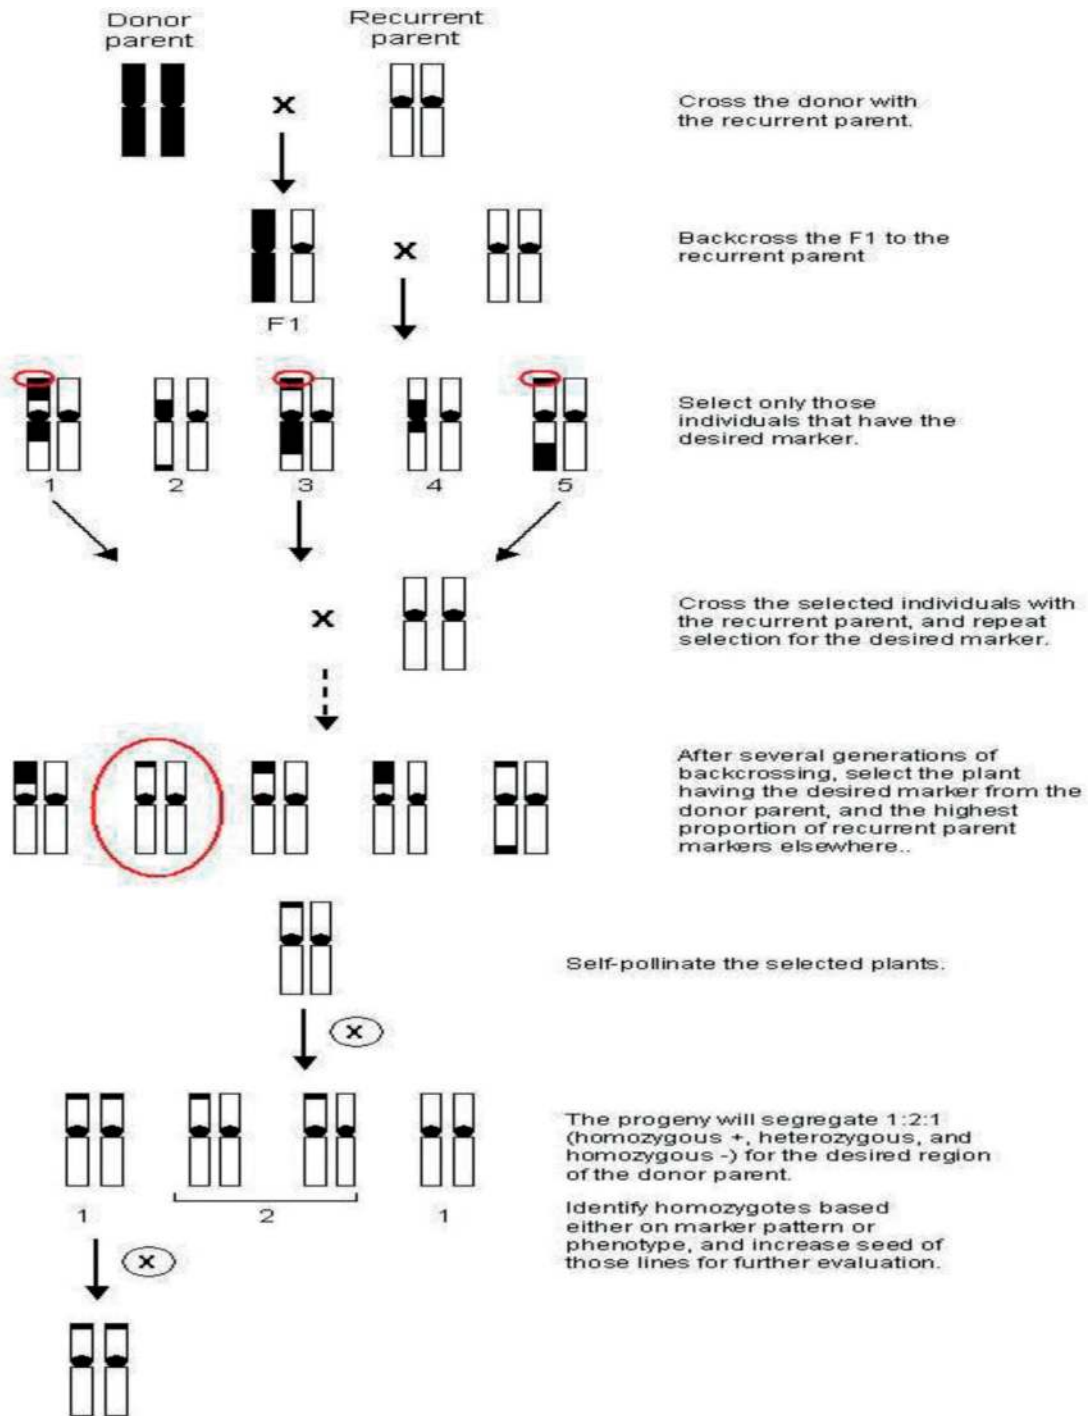 Donor
parent
Recurrent
parent
X
Cross the donor with
the recurrent parent.
X
Backcross the F1 to the
recurrent parent
F1
Select only those
individuals that have the
desired marker.
1
2
3
4
5
X
Cross the selected individuals with
the recurrent parent, and repeat
selection for the desired marker.
After several generations of
backcrossing, select the plant
having the desired marker from the
donor parent, and the highest
proportion of recurrent parent
markers elsewhere..
Self-pollinate the selected plants.
X
The progeny will segregate 1:2:1
(homozygous +, heterozygous, and
homozygous -) for the desired region
of the donor parent.
1
2
1
Identify homozygotes based
either on marker pattern or
phenotype, and increase seed of
those lines for further evaluation.
X